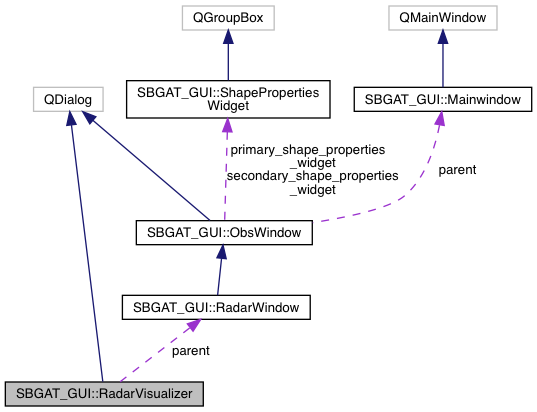 QGroupBox
QMainWindow
QDialog
SBGAT_GUI::ShapeProperties
Widget
SBGAT_GUI::Mainwindow
primary_shape_properties
_widget
secondary_shape_properties
_widget
parent
SBGAT_GUI::ObsWindow
SBGAT_GUI::RadarWindow
parent
SBGAT_GUI::RadarVisualizer